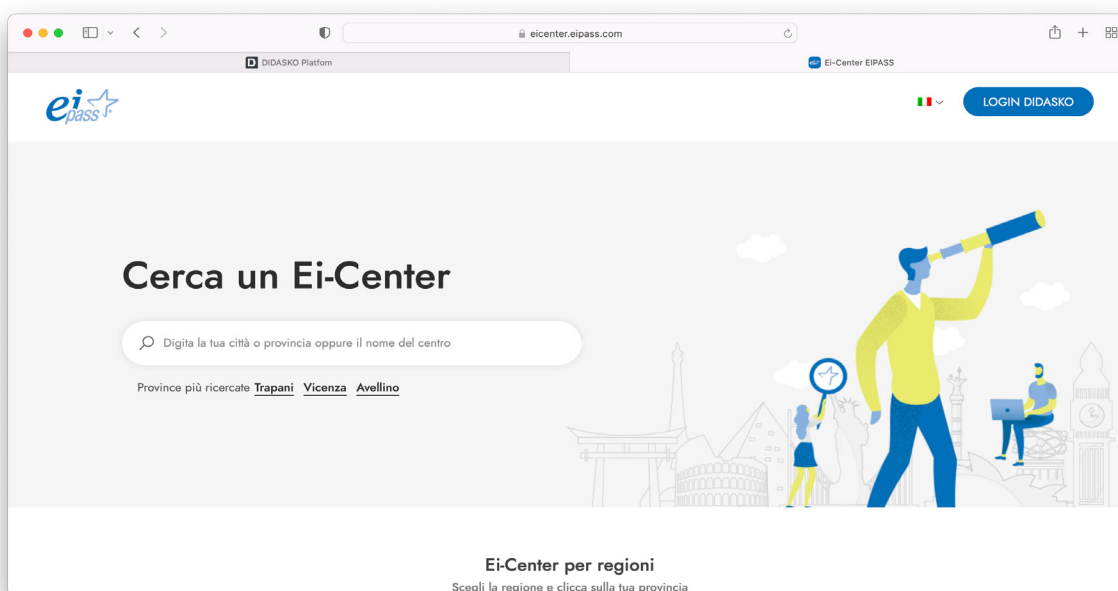 eicenter.eipass.com
DIDASKO Platfom
Ei-Center EIPASS
ei pass
LOGIN DIDASKO
Cerca un Ei-Center
Digita la tua città o provincia oppure il nome del centro
Province più ricercate Trapani Vicenza Avellino
Ei-Center per regioni
Scegli la regione e clicca sulla tua provincia